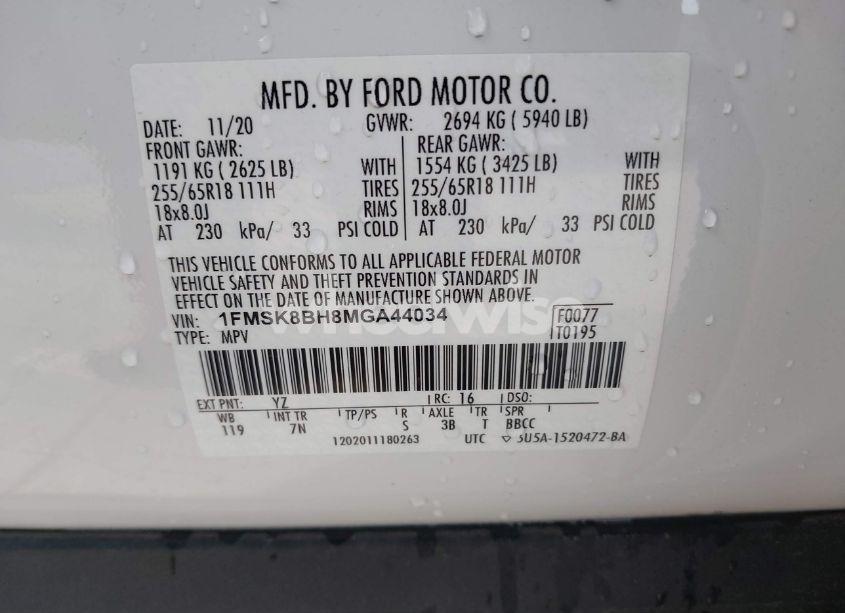 MFD. BY FORD MOTOR CO.
DATE: 11/20 GVWR: 2694 KG ( 5940 LB)
FRONT GAWR: REAR GAWR:
1191 KG ( 2625 LB) WITH 1554 KG ( 3425 LB) WITH
255/65R18 111H TIRES 255/65R18 111H TIRES
18x8.0J RIMS 18x8.0J RIMS
AT 230 kPa/ 33 PSI COLD AT 230 kPa/ 33 PSI COLD
THIS VEHICLE CONFORMS TO ALL APPLICABLE FEDERAL MOTOR
VEHICLE SAFETY AND THEFT PREVENTION STANDARDS IN
EFFECT ON THE DATE OF MANUFACTURE SHOWN ABOVE.
VIN: 1FMSK8BH8MGA44034 F0077
TYPE: MPV T0195
EXT PNT: YZ RC: 16 DSO:
WB INT TR TP/PS R AXLE TR SPR
119 7N S 3B T BBCC
1202011180263 UTC 5U5A-1520472-BA